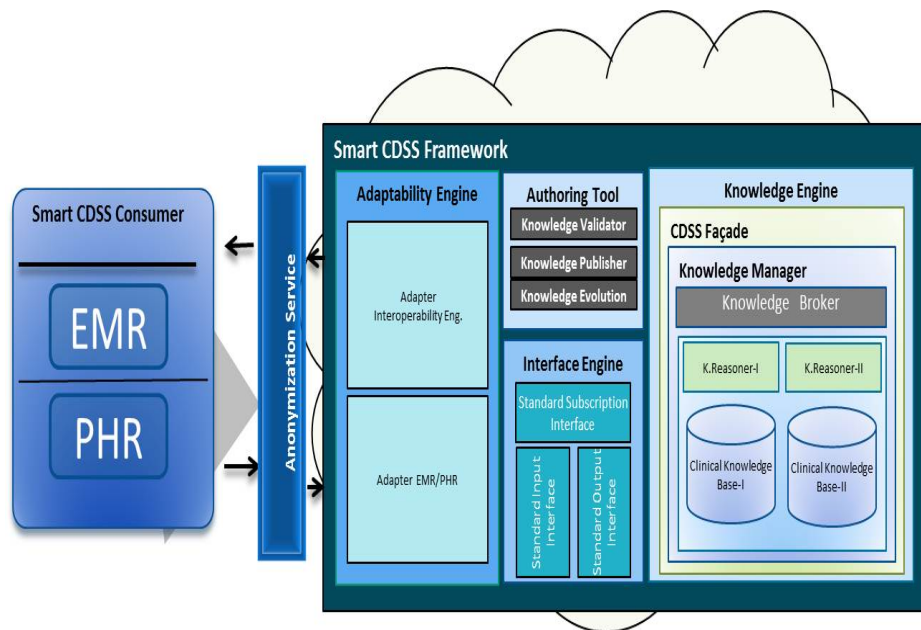 Smart CDSS Consumer
EMR
PHR
Anonymization Service
Smart CDSS Framework
Adaptability Engine
Adapter
Interoperability Eng.
Adapter EMR/PHR
Authoring Tool
Knowledge Validator
Knowledge Publisher
Knowledge Evolution
Interface Engine
Standard Subscription
Interface
Standard Input
Interface
Standard Output
Interface
Knowledge Engine
CDSS Façade
Knowledge Manager
Knowledge Broker
K.Reasoner-I
K.Reasoner-II
Clinical Knowledge
Base-I
Clinical Knowledge
Base-II